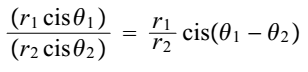 (r₁ cis θ₁) / (r₂ cis θ₂) = r₁/r₂ cis(θ₁ − θ₂)